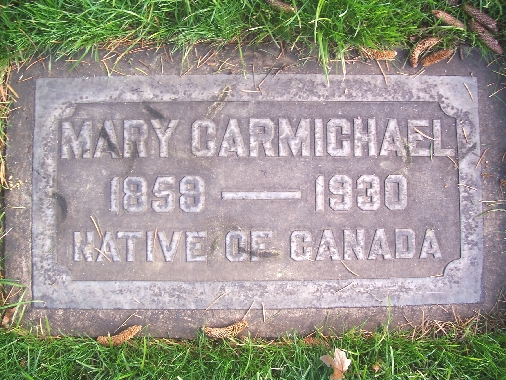 MARY CARMICHAEL
1859 — 1930
NATIVE OF CANADA